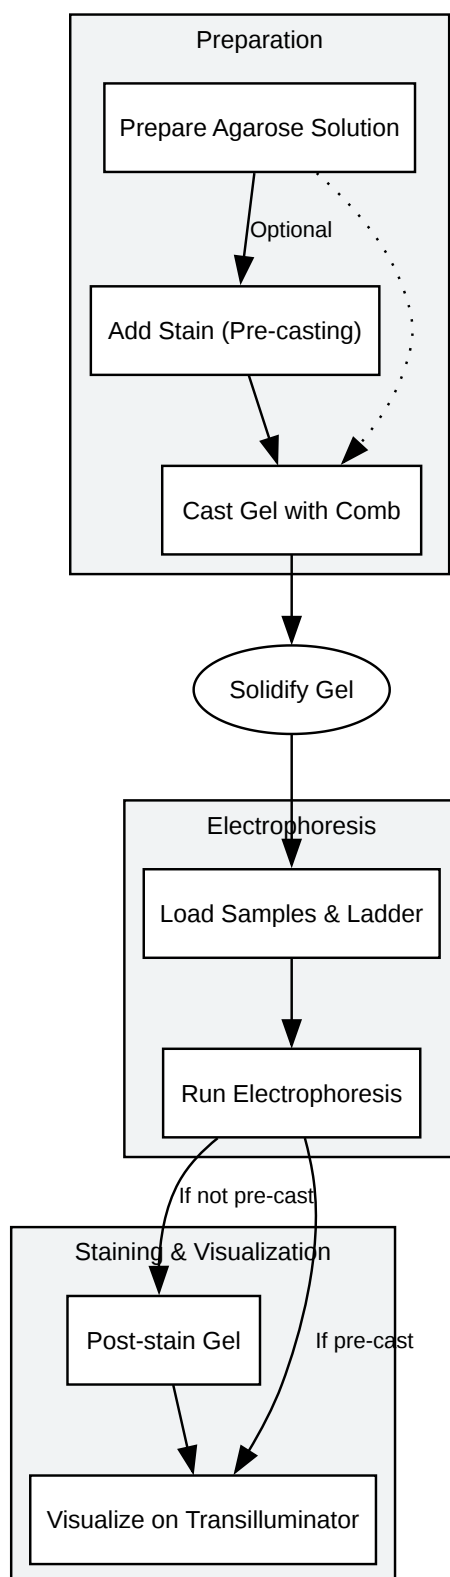 Preparation
Prepare Agarose Solution
Optional
Add Stain (Pre-casting)
Cast Gel with Comb
Solidify Gel
Electrophoresis
Load Samples & Ladder
Run Electrophoresis
If not pre-cast
Staining & Visualization
Post-stain Gel
If pre-cast
Visualize on Transilluminator